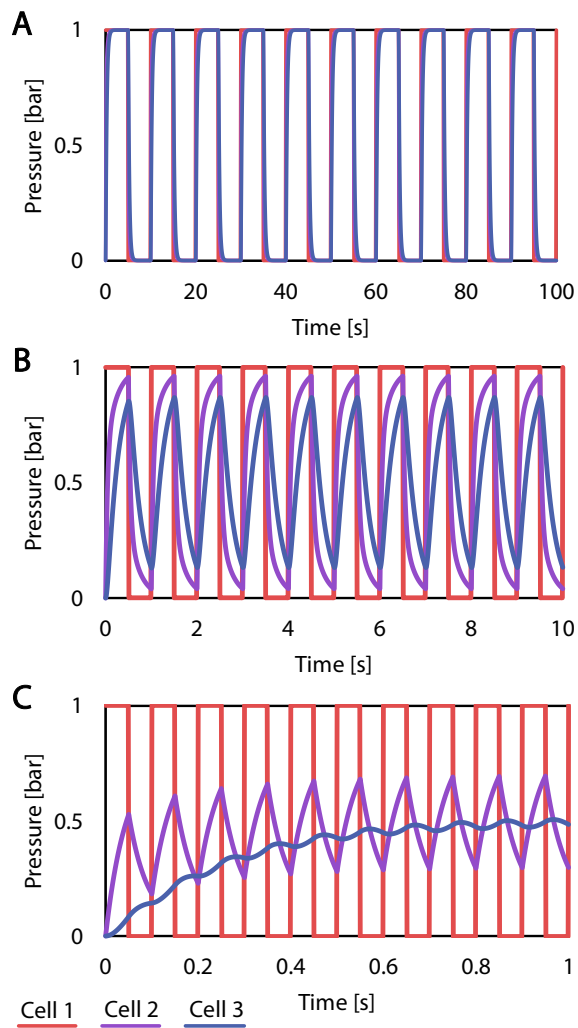 A
1
0.5
0
Pressure [bar]
0 20 40 60 80 100
Time [s]
B
1
0.5
0
Pressure [bar]
0 2 4 6 8 10
Time [s]
C
1
0.5
0
Pressure [bar]
0 0.2 0.4 0.6 0.8 1
Time [s]
Cell 1 Cell 2 Cell 3